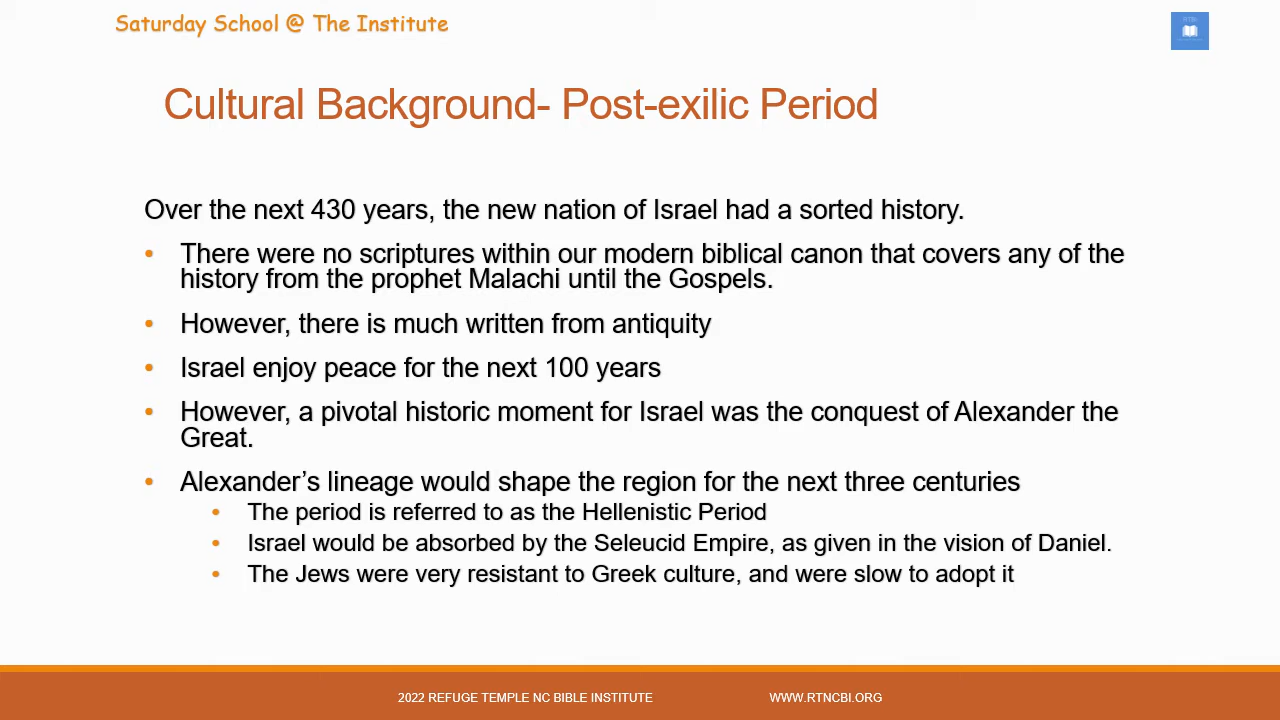 Saturday School @ The Institute
Cultural Background- Post-exilic Period
Over the next 430 years, the new nation of Israel had a sorted history.
• There were no scriptures within our modern biblical canon that covers any of the
history from the prophet Malachi until the Gospels.
• However, there is much written from antiquity
• Israel enjoy peace for the next 100 years
• However, a pivotal historic moment for Israel was the conquest of Alexander the
Great.
• Alexander’s lineage would shape the region for the next three centuries
• The period is referred to as the Hellenistic Period
• Israel would be absorbed by the Seleucid Empire, as given in the vision of Daniel.
• The Jews were very resistant to Greek culture, and were slow to adopt it
2022 REFUGE TEMPLE NC BIBLE INSTITUTE WWW.RTNCBI.ORG